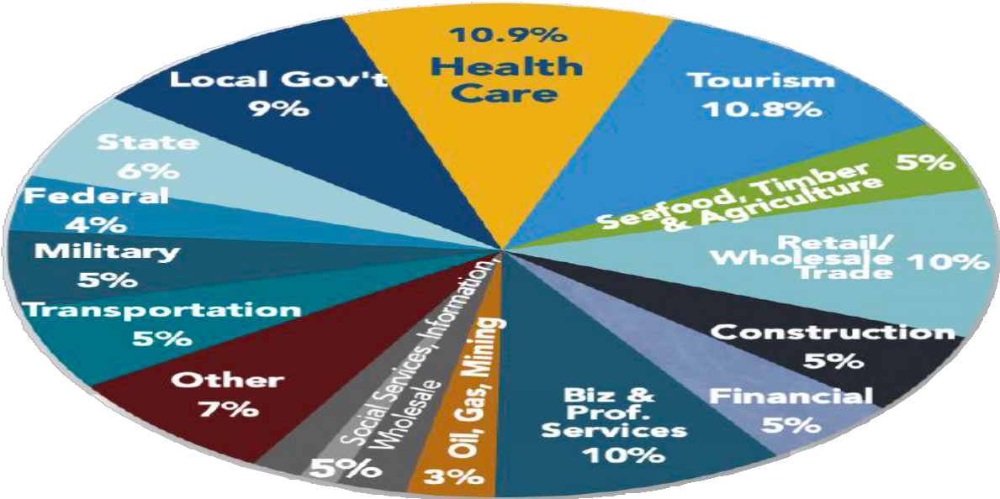 10.9%
Health
Care
Tourism
10.8%
5%
Seafood, Timber
& Agriculture
Retail/
Wholesale
Trade
10%
Construction
5%
Financial
5%
Biz &
Prof.
Services
10%
Oil, Gas, Mining
3%
Social Services, Information,
Wholesale
5%
Other
7%
Transportation
5%
Military
5%
Federal
4%
State
6%
Local Gov't
9%